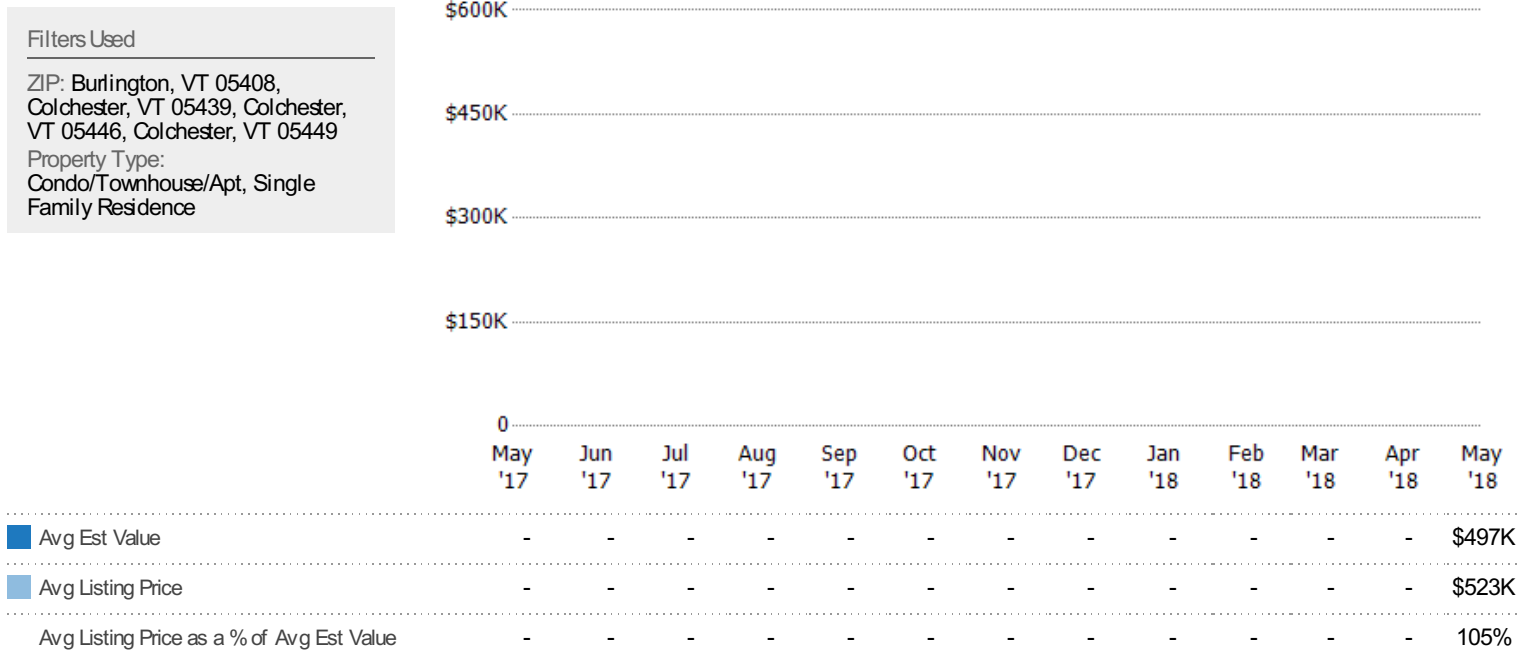 Filters Used
ZIP: Burlington, VT 05408,
Colchester, VT 05439, Colchester,
VT 05446, Colchester, VT 05449
Property Type:
Condo/Townhouse/Apt, Single
Family Residence
$600K
$450K
$300K
$150K
0
May Jun Jul Aug Sep Oct Nov Dec Jan Feb Mar Apr May
'17 '17 '17 '17 '17 '17 '17 '17 '18 '18 '18 '18 '18
Avg Est Value - - - - - - - - - - - - $497K
Avg Listing Price - - - - - - - - - - - - $523K
Avg Listing Price as a % of Avg Est Value - - - - - - - - - - - - 105%